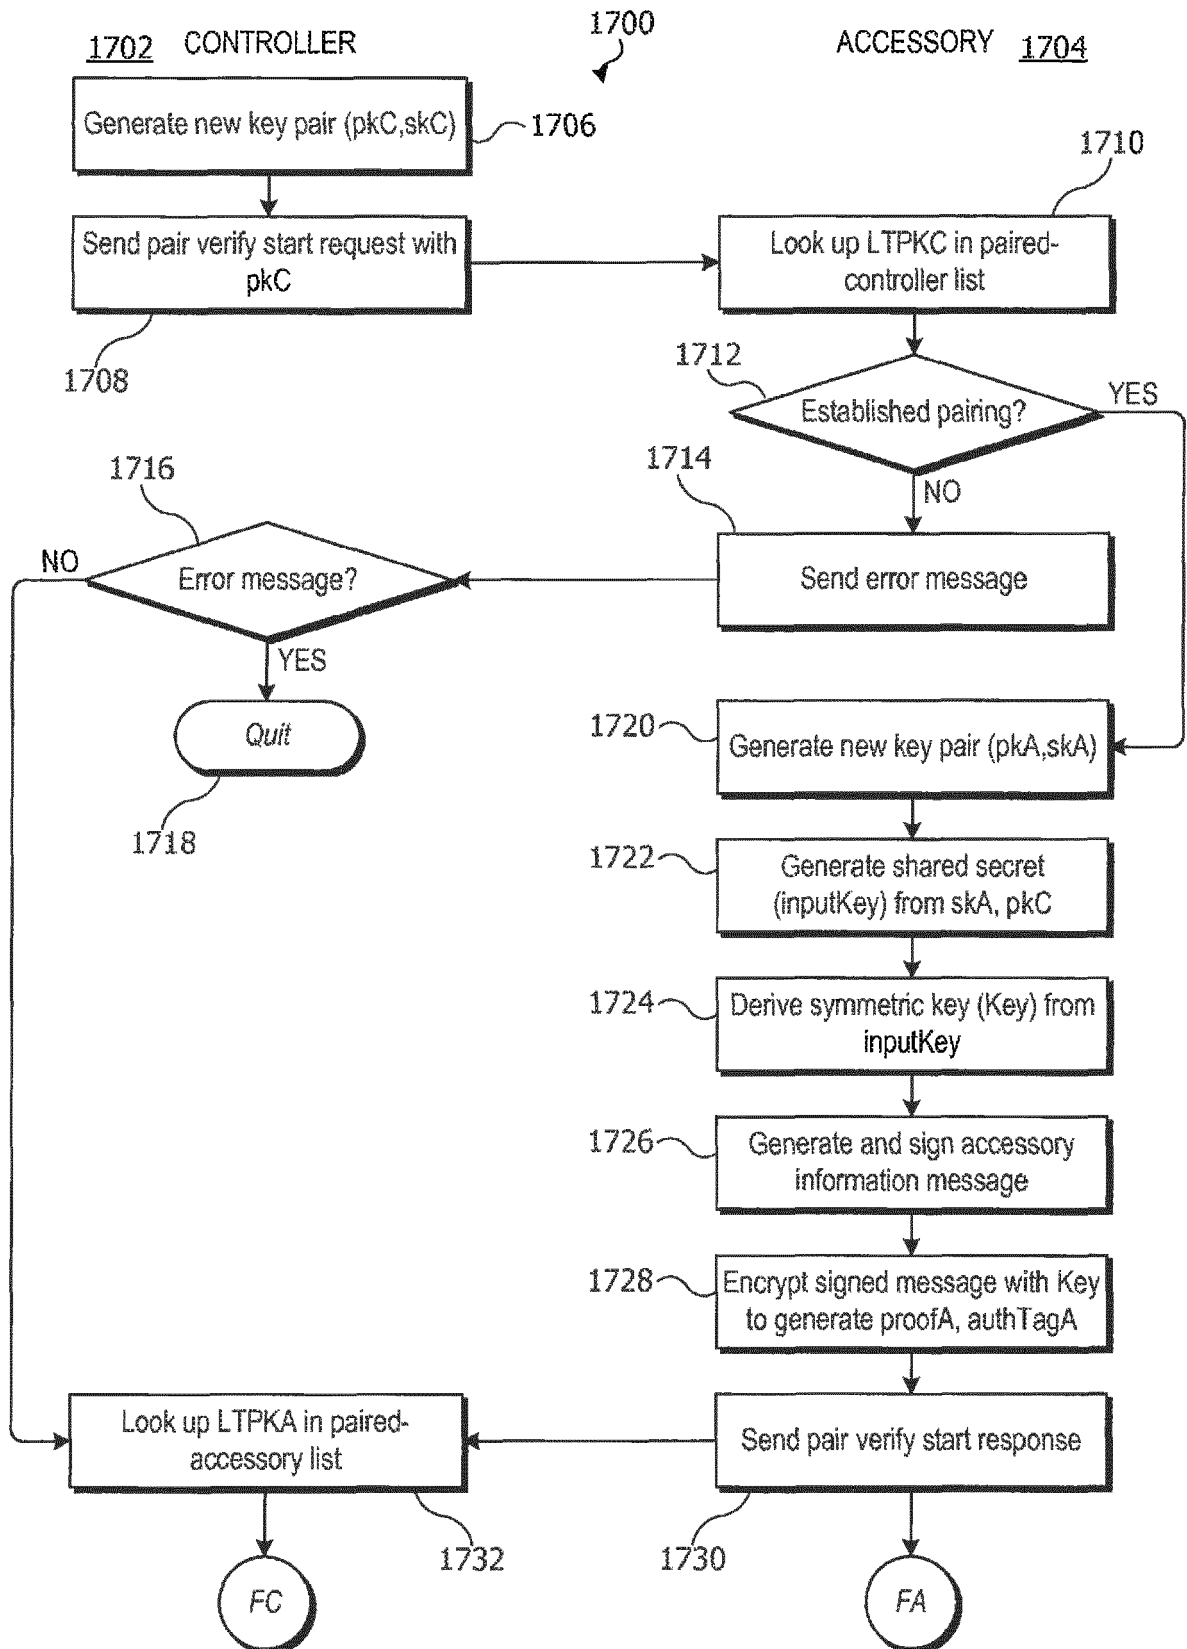 1702 CONTROLLER
1700
ACCESSORY 1704
Generate new key pair (pkC,skC)
1706
1710
Send pair verify start request with
pkC
1708
Look up LTPKC in paired-
controller list
1712
Established pairing?
YES
NO
1714
Send error message
1716
Error message?
NO
YES
Quit
1718
1720
Generate new key pair (pkA,skA)
1722
Generate shared secret
(inputKey) from skA, pkC
1724
Derive symmetric key (Key) from
inputKey
1726
Generate and sign accessory
information message
1728
Encrypt signed message with Key
to generate proofA, authTagA
Look up LTPKA in paired-
accessory list
1732
Send pair verify start response
1730
FC
FA